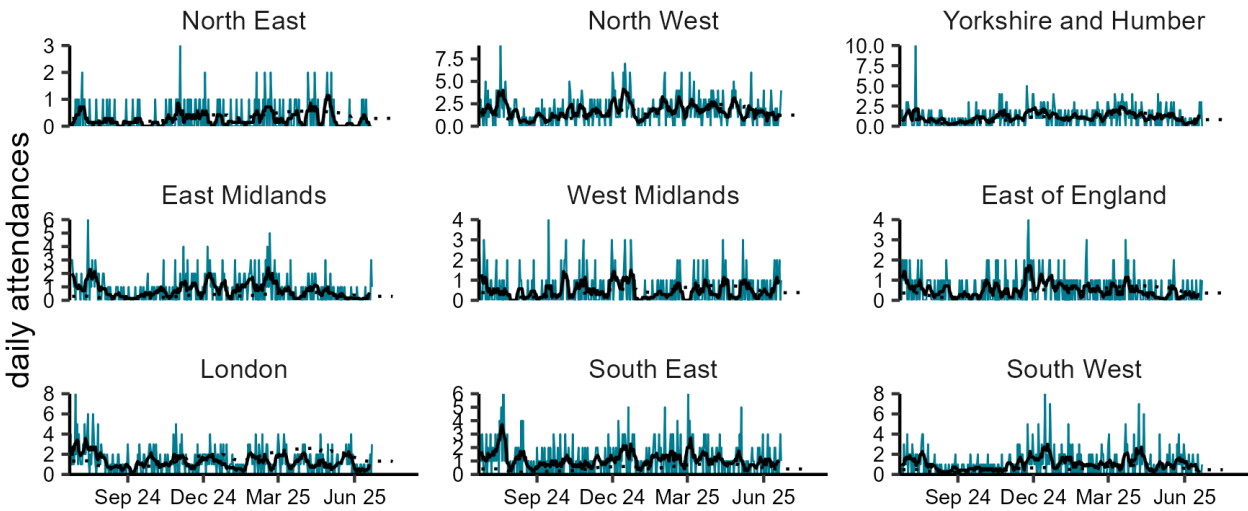 North East North West Yorkshire and Humber
3 2 1 0
7.5 5.0 2.5 0.0
10.0 7.5 5.0 2.5 0.0
daily attendances
East Midlands West Midlands East of England
6 5 4 3 2 1 0
4 3 2 1 0
4 3 2 1 0
London South East South West
8 6 4 2 0
6 5 4 3 2 1 0
8 6 4 2 0
Sep 24 Dec 24 Mar 25 Jun 25 Sep 24 Dec 24 Mar 25 Jun 25 Sep 24 Dec 24 Mar 25 Jun 25